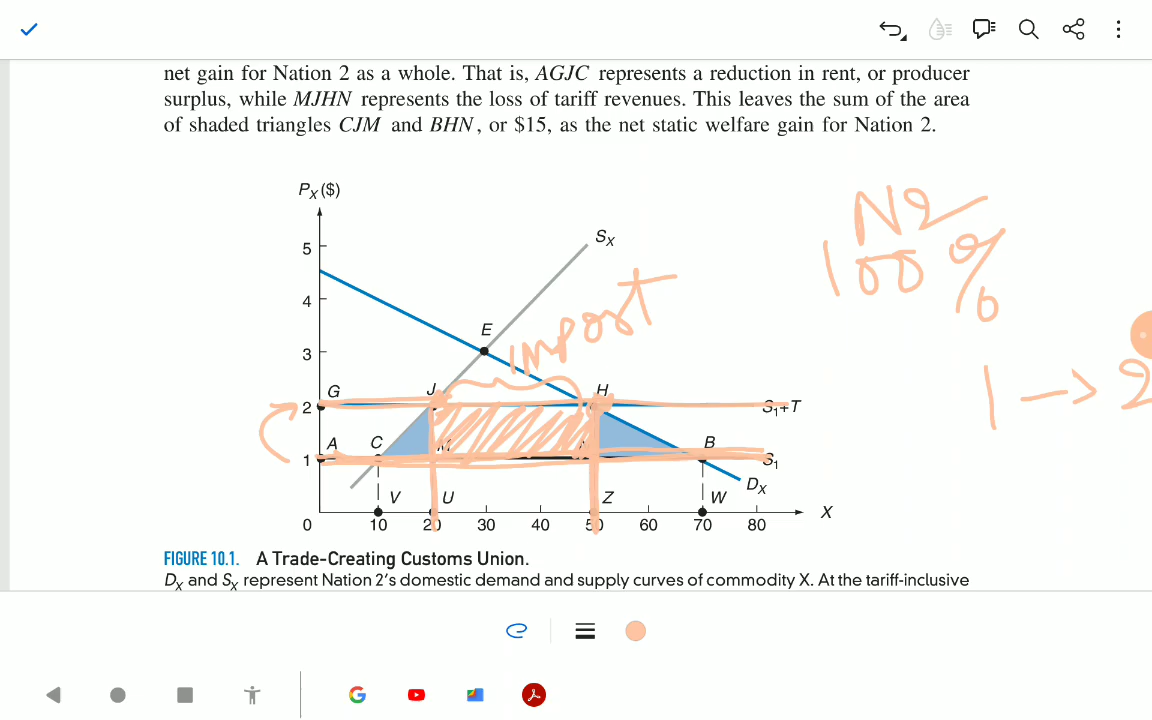 net gain for Nation 2 as a whole. That is, AGJC represents a reduction in rent, or producer
surplus, while MJHN represents the loss of tariff revenues. This leaves the sum of the area
of shaded triangles CJM and BHN, or $15, as the net static welfare gain for Nation 2.
PX ($)
N2
100 %
5
SX
4
import
E
3
1 → 2
G
J
H
2
S1+T
A
C
M
N
B
1
S1
DX
V
U
Z
W
X
0
10
20
30
40
50
60
70
80
FIGURE 10.1. A Trade-Creating Customs Union.
DX and SX represent Nation 2's domestic demand and supply curves of commodity X. At the tariff-inclusive
G